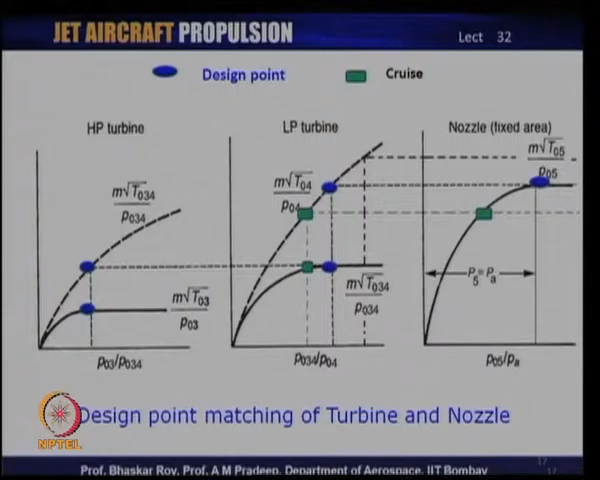 JET AIRCRAFT PROPULSION
Lect 32
Design point
Cruise
HP turbine
LP turbine
Nozzle (fixed area)
m√T₀₃₄
p₀₃₄
m√T₀₃
p₀₃
p₀₃/p₀₃₄
m√T₀₄
p₀₄
m√T₀₃₄
p₀₃₄
p₀₃₄/p₀₄
m√T₀₅
p₀₅
P₅=Pₐ
p₀₅/pₐ
Design point matching of Turbine and Nozzle
NPTEL
17
Prof. Bhaskar Roy, Prof. A M Pradeep, Department of Aerospace, IIT Bombay